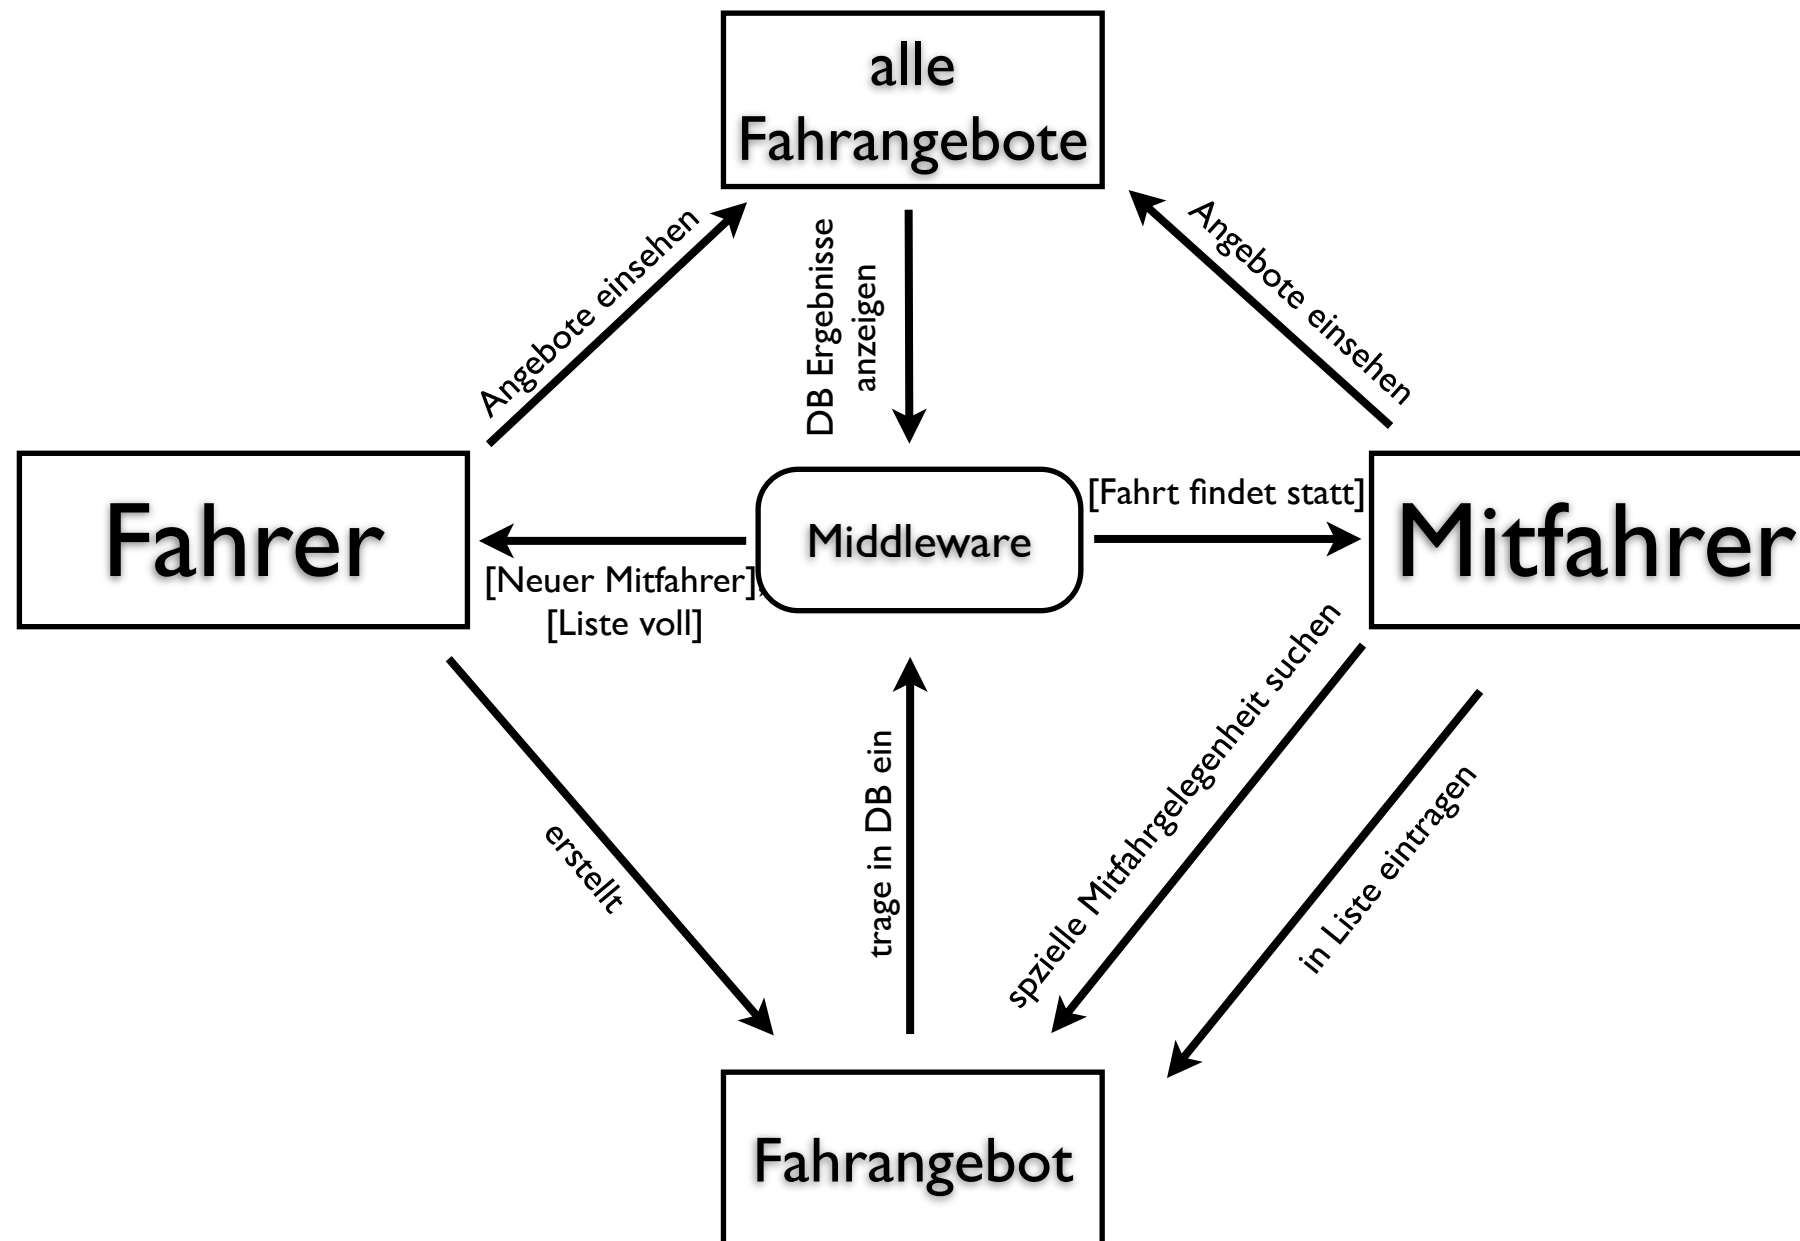 alle
Fahrangebote
Angebote einsehen
DB Ergebnisse
anzeigen
Angebote einsehen
Fahrer
[Neuer Mitfahrer],
[Liste voll]
Middleware
[Fahrt findet statt]
Mitfahrer
erstellt
trage in DB ein
spzielle Mitfahrgelegenheit suchen
in Liste eintragen
Fahrangebot